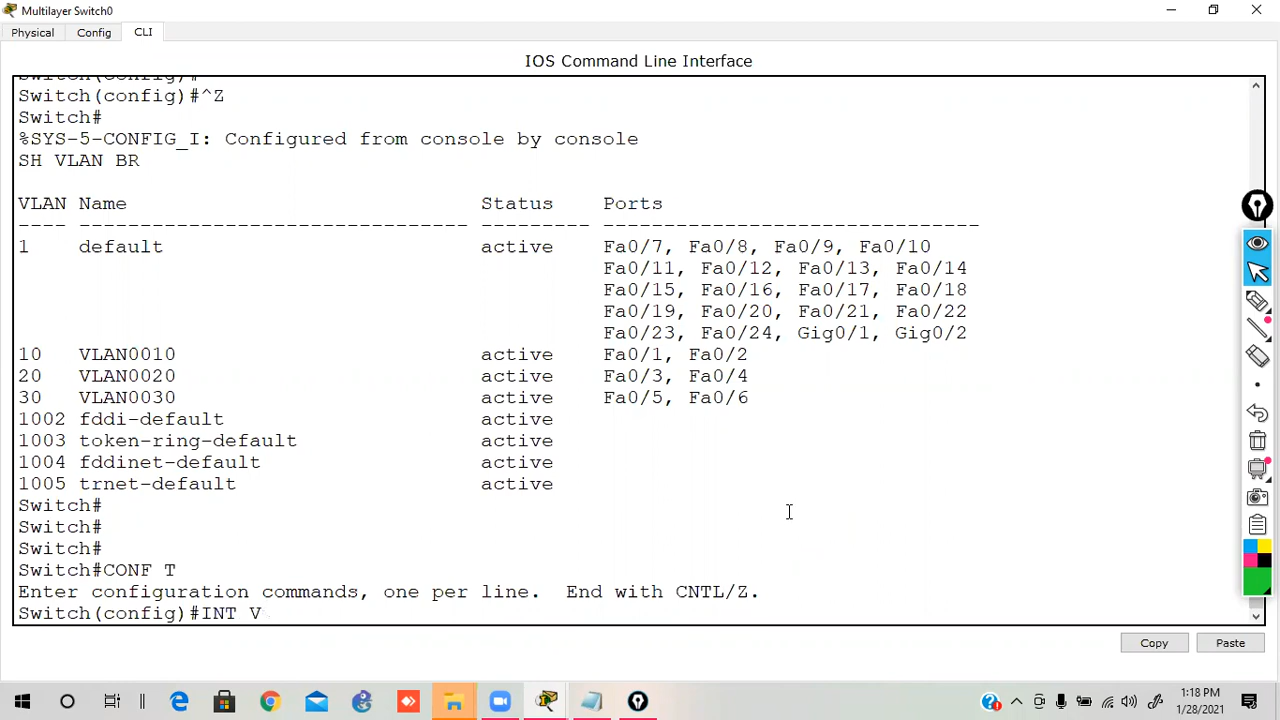 Multilayer Switch0
Physical Config CLI
IOS Command Line Interface
Switch(config)#
Switch(config)#^Z
Switch#
%SYS-5-CONFIG_I: Configured from console by console
SH VLAN BR
VLAN Name Status Ports
---- -------------------------------- --------- -------------------------------
1 default active Fa0/7, Fa0/8, Fa0/9, Fa0/10
Fa0/11, Fa0/12, Fa0/13, Fa0/14
Fa0/15, Fa0/16, Fa0/17, Fa0/18
Fa0/19, Fa0/20, Fa0/21, Fa0/22
Fa0/23, Fa0/24, Gig0/1, Gig0/2
10 VLAN0010 active Fa0/1, Fa0/2
20 VLAN0020 active Fa0/3, Fa0/4
30 VLAN0030 active Fa0/5, Fa0/6
1002 fddi-default active
1003 token-ring-default active
1004 fddinet-default active
1005 trnet-default active
Switch#
Switch#
Switch#
Switch#CONF T
Enter configuration commands, one per line. End with CNTL/Z.
Switch(config)#INT V
Copy Paste
1:18 PM
1/28/2021